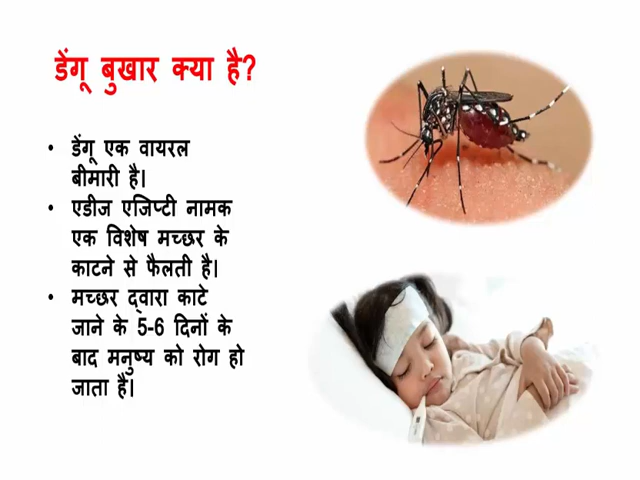 डेंगू बुखार क्या है?
• डेंगू एक वायरल
बीमारी है।
• एडीज एजिप्टी नामक
एक विशेष मच्छर के
काटने से फैलती है।
• मच्छर द्वारा काटे
जाने के 5-6 दिनों के
बाद मनुष्य को रोग हो
जाता है।